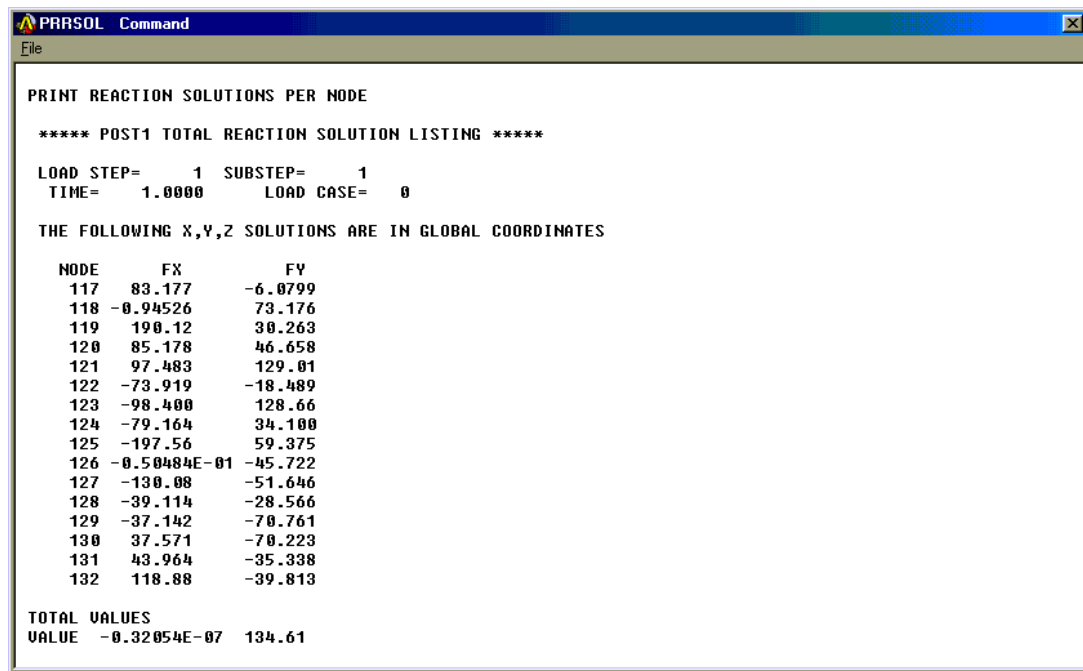 PRRSOL Command
File
PRINT REACTION SOLUTIONS PER NODE
***** POST1 TOTAL REACTION SOLUTION LISTING *****
LOAD STEP= 1 SUBSTEP= 1
TIME= 1.0000 LOAD CASE= 0
THE FOLLOWING X,Y,Z SOLUTIONS ARE IN GLOBAL COORDINATES
NODE FX FY
117 83.177 -6.0799
118 -0.94526 73.176
119 190.12 30.263
120 85.178 46.658
121 97.483 129.01
122 -73.919 -18.489
123 -98.400 128.66
124 -79.164 34.100
125 -197.56 59.375
126 -0.50484E-01 -45.722
127 -130.08 -51.646
128 -39.114 -28.566
129 -37.142 -70.761
130 37.571 -70.223
131 43.964 -35.338
132 118.88 -39.813
TOTAL VALUES
VALUE -0.32054E-07 134.61